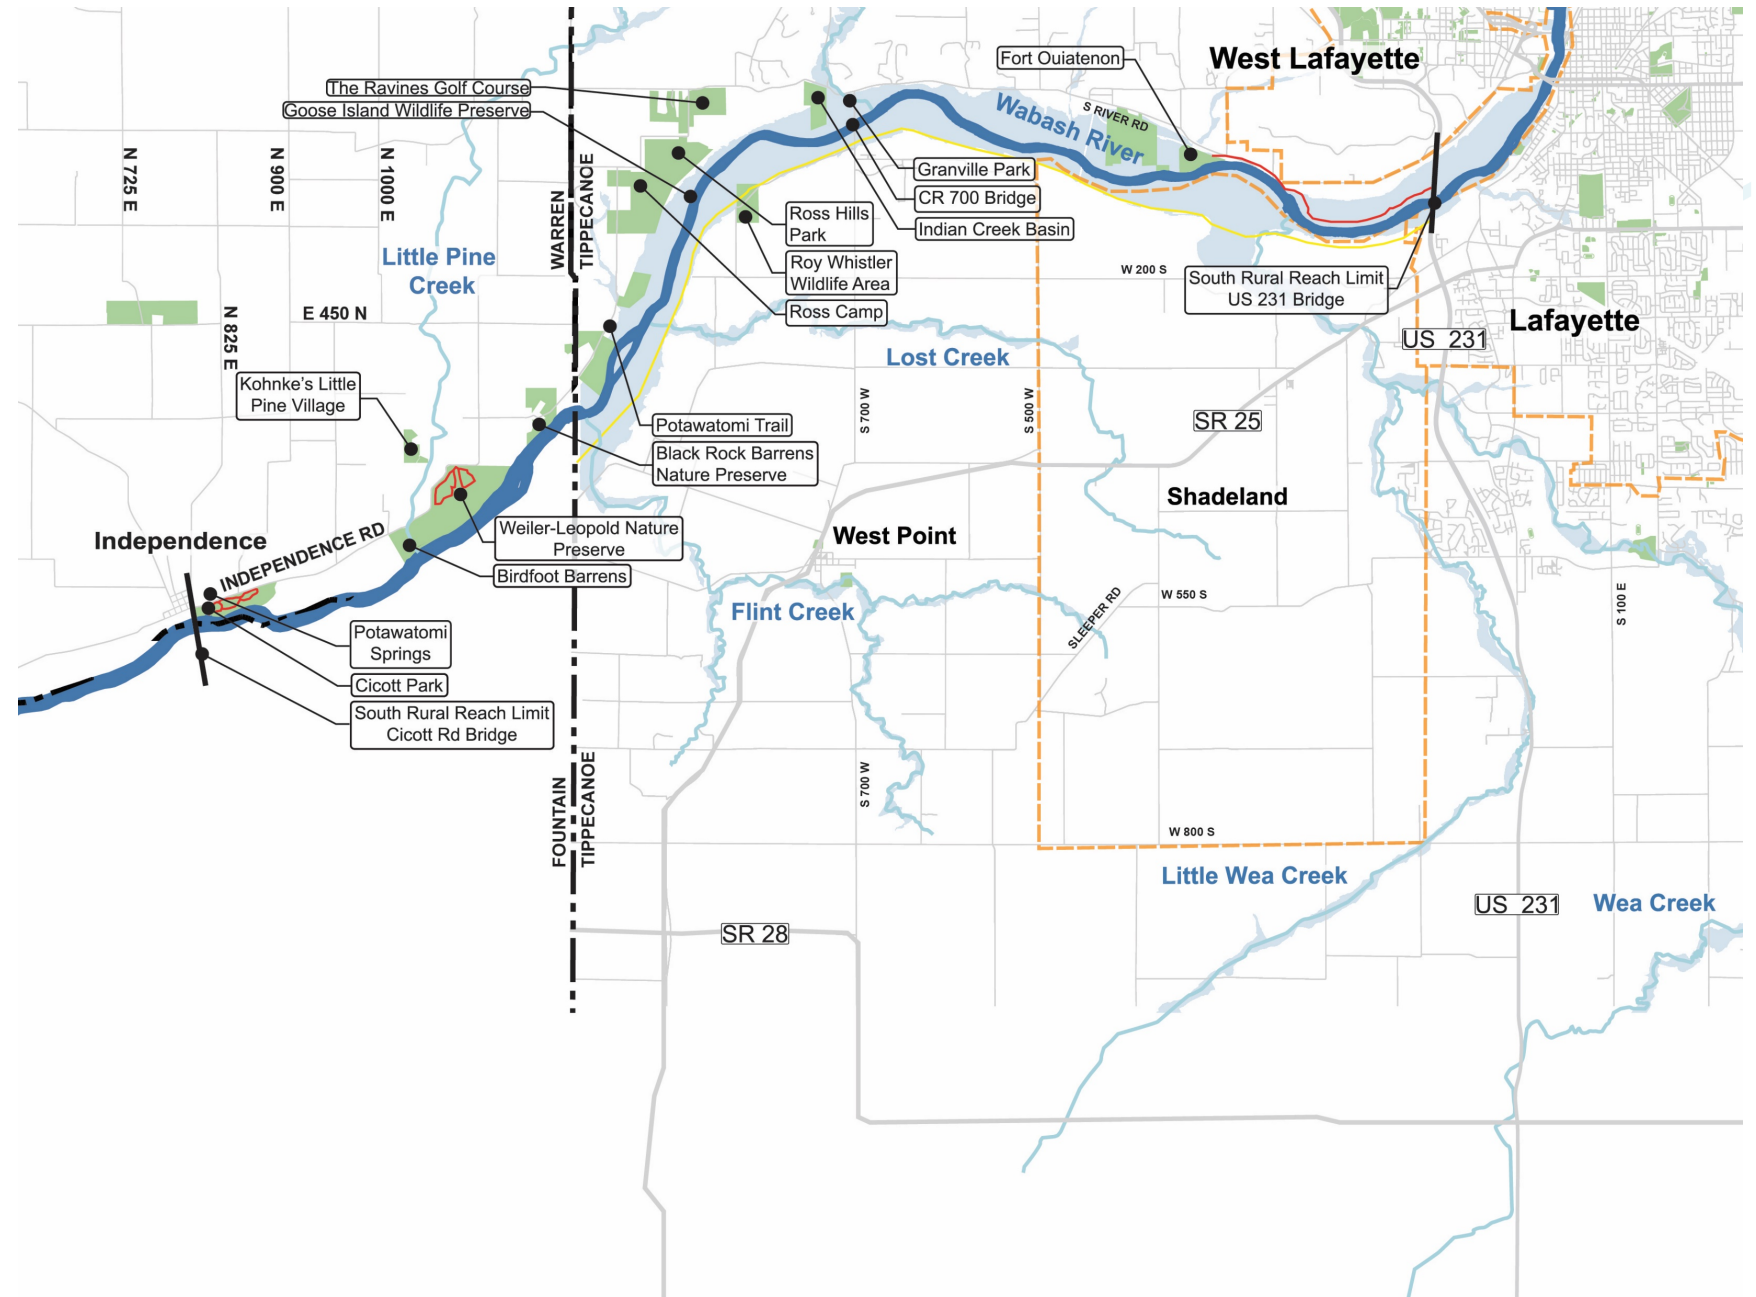 West Lafayette
Fort Ouiatenon
The Ravines Golf Course
Goose Island Wildlife Preserve
Wabash River
S RIVER RD
N 725 E
N 900 E
N 1000 E
WARREN
TIPPECANOE
Granville Park
CR 700 Bridge
Indian Creek Basin
Ross Hills
Park
Roy Whistler
Wildlife Area
Ross Camp
Little Pine
Creek
W 200 S
South Rural Reach Limit
US 231 Bridge
N 825 E
E 450 N
Lafayette
US 231
Lost Creek
Kohnke's Little
Pine Village
S 700 W
S 500 W
SR 25
Potawatomi Trail
Black Rock Barrens
Nature Preserve
Shadeland
Weiler-Leopold Nature
Preserve
West Point
Independence
INDEPENDENCE RD
Birdfoot Barrens
Flint Creek
SLEEPER RD
W 550 S
S 100 E
Potawatomi
Springs
Cicott Park
South Rural Reach Limit
Cicott Rd Bridge
FOUNTAIN
TIPPECANOE
S 700 W
W 800 S
Little Wea Creek
US 231
Wea Creek
SR 28